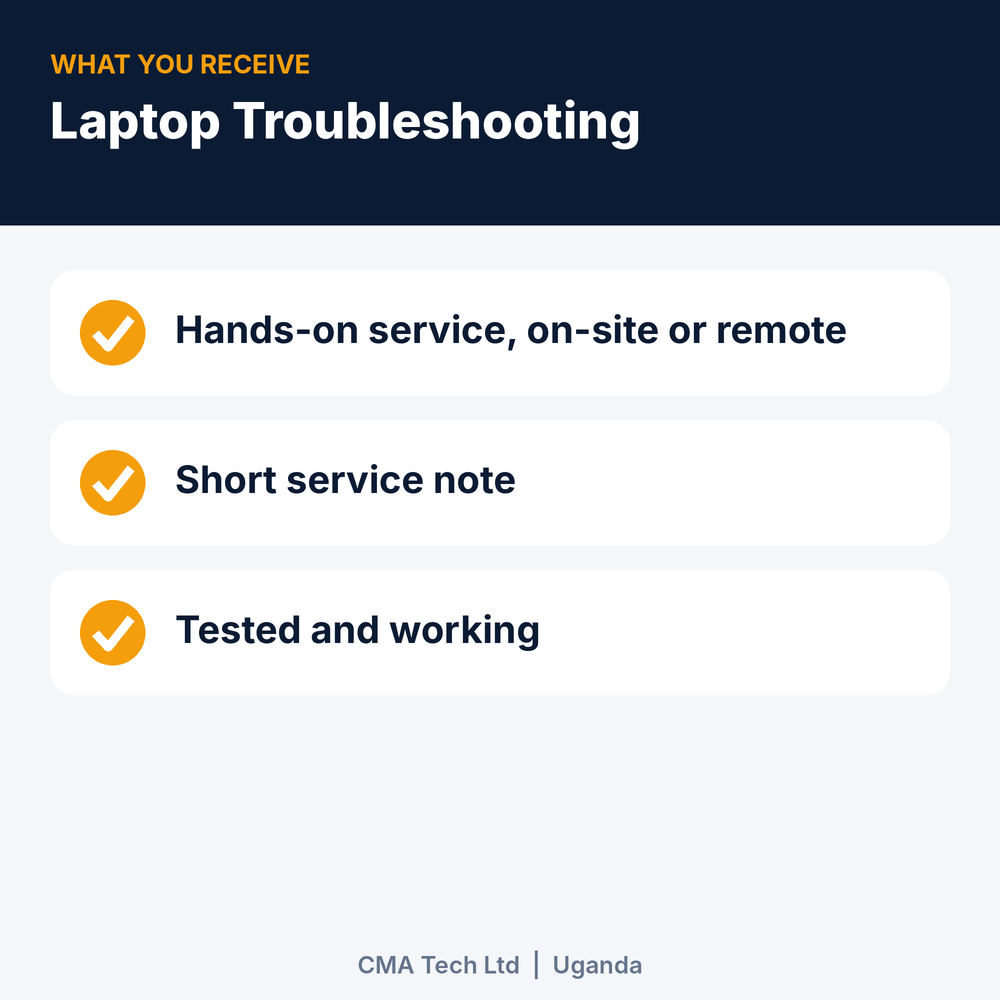 WHAT YOU RECEIVE
Laptop Troubleshooting
Hands-on service, on-site or remote
Short service note
Tested and working
CMA Tech Ltd | Uganda